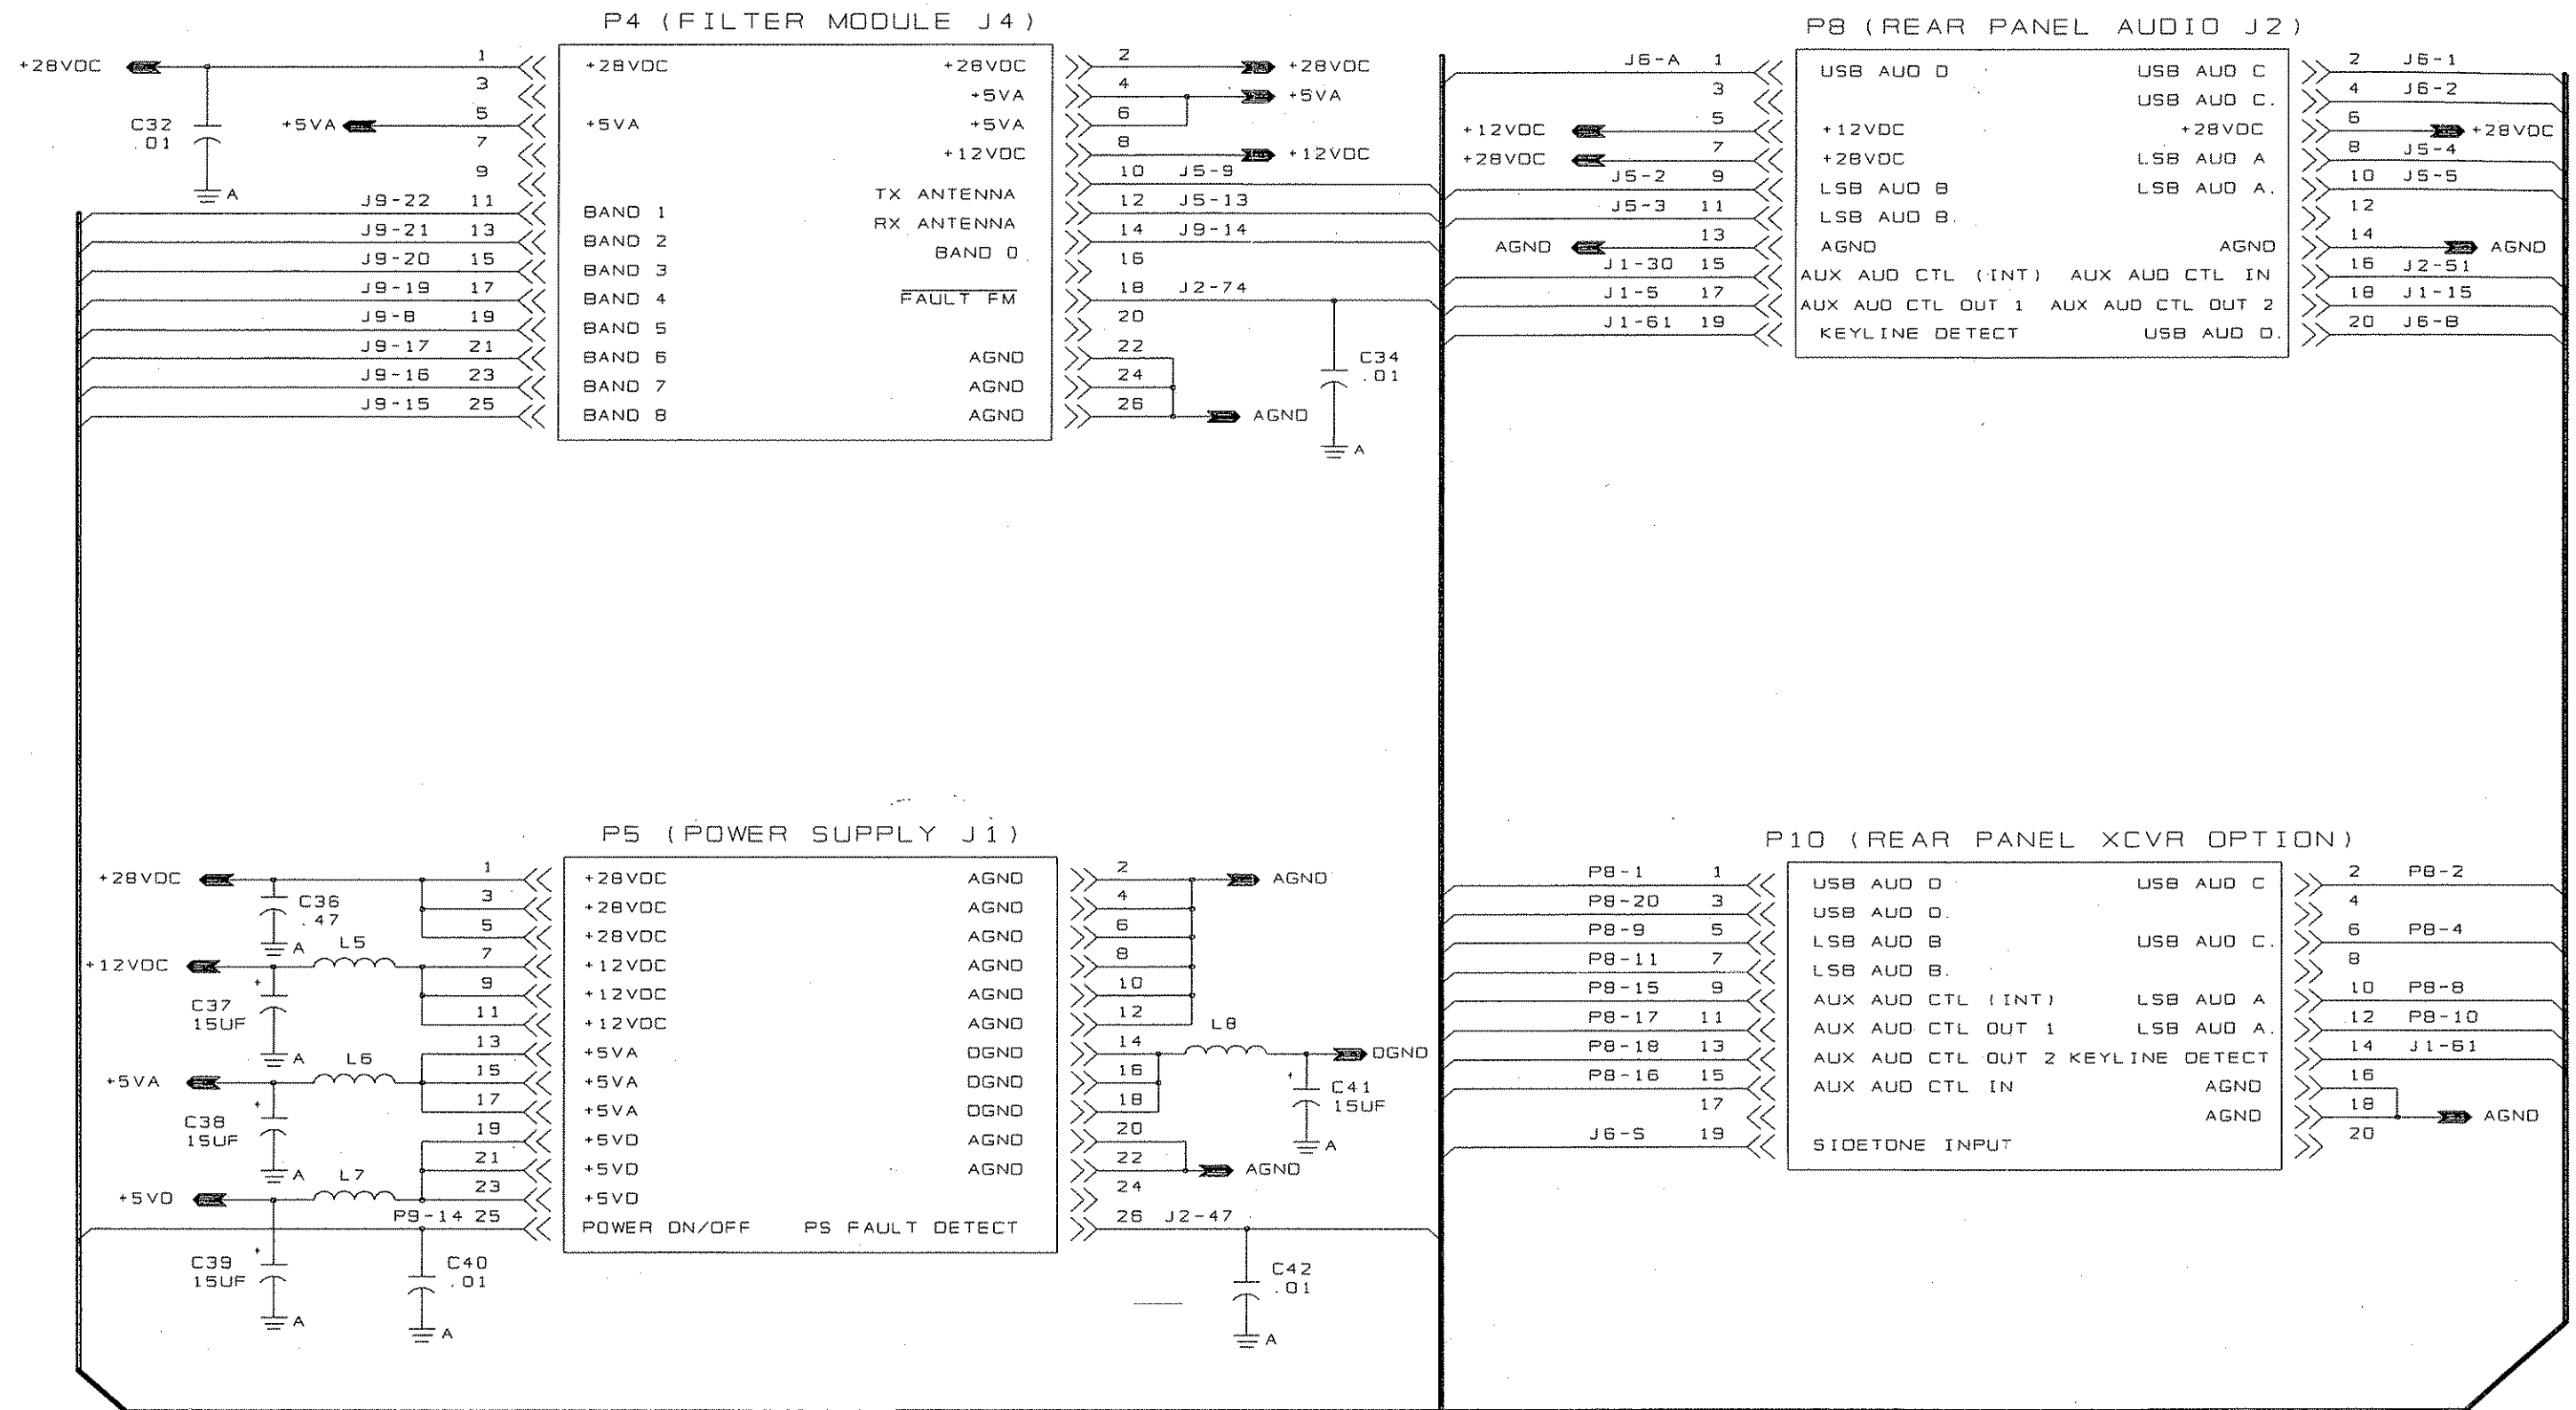 P4 (FILTER MODULE J4)
+28VDC 1 +28VDC +28VDC 2 +28VDC
3 +5VA 4 +5VA
C32 .01 +5VA 5 +5VA +5VA 6
7 +12VDC 8 +12VDC
9 TX ANTENNA 10 J5-9
A
J9-22 11 BAND 1 RX ANTENNA 12 J5-13
J9-21 13 BAND 2 BAND 0. 14 J9-14
J9-20 15 BAND 3 16
J9-19 17 BAND 4 FAULT FM 18 J2-74
J9-8 19 BAND 5 20
J9-17 21 BAND 6 AGND 22
J9-16 23 BAND 7 AGND 24
J9-15 25 BAND 8 AGND 26 AGND
C34 .01
A
P8 (REAR PANEL AUDIO J2)
J6-A 1 USB AUD D USB AUD C 2 J6-1
3 USB AUD C. 4 J6-2
+12VDC 5 +12VDC +28VDC 6 +28VDC
+28VDC 7 +28VDC LSB AUD A 8 J5-4
J5-2 9 LSB AUD B LSB AUD A. 10 J5-5
J5-3 11 LSB AUD B. 12
AGND 13 AGND AGND 14 AGND
J1-30 15 AUX AUD CTL (INT) AUX AUD CTL IN 16 J2-51
J1-5 17 AUX AUD CTL OUT 1 AUX AUD CTL OUT 2 18 J1-15
J1-61 19 KEYLINE DETECT USB AUD D. 20 J6-B
P5 (POWER SUPPLY J1)
+28VDC 1 +28VDC AGND 2 AGND
C36 .47 3 +28VDC AGND 4
A 5 +28VDC AGND 6
+12VDC L5 7 +12VDC AGND 8
+ C37 15UF 9 +12VDC AGND 10
11 +12VDC AGND 12
A 13 +5VA DGND 14 L8 DGND
+5VA L6 15 +5VA DGND 16
+ C38 15UF 17 +5VA DGND 18 + C41 15UF
19 +5VD AGND 20 A
A 21 +5VD AGND 22 AGND
+5VD L7 23 +5VD 24
P9-14 25 POWER ON/OFF PS FAULT DETECT 26 J2-47
+ C39 15UF C40 .01 C42 .01
A A A
P10 (REAR PANEL XCVR OPTION)
P8-1 1 USB AUD D USB AUD C 2 P8-2
P8-20 3 USB AUD D. 4
P8-9 5 LSB AUD B USB AUD C. 6 P8-4
P8-11 7 LSB AUD B. 8
P8-15 9 AUX AUD CTL (INT) LSB AUD A 10 P8-8
P8-17 11 AUX AUD CTL OUT 1 LSB AUD A. 12 P8-10
P8-18 13 AUX AUD CTL OUT 2 KEYLINE DETECT 14 J1-61
P8-16 15 AUX AUD CTL IN AGND 16
17 AGND 18 AGND
J6-S 19 SIDETONE INPUT 20